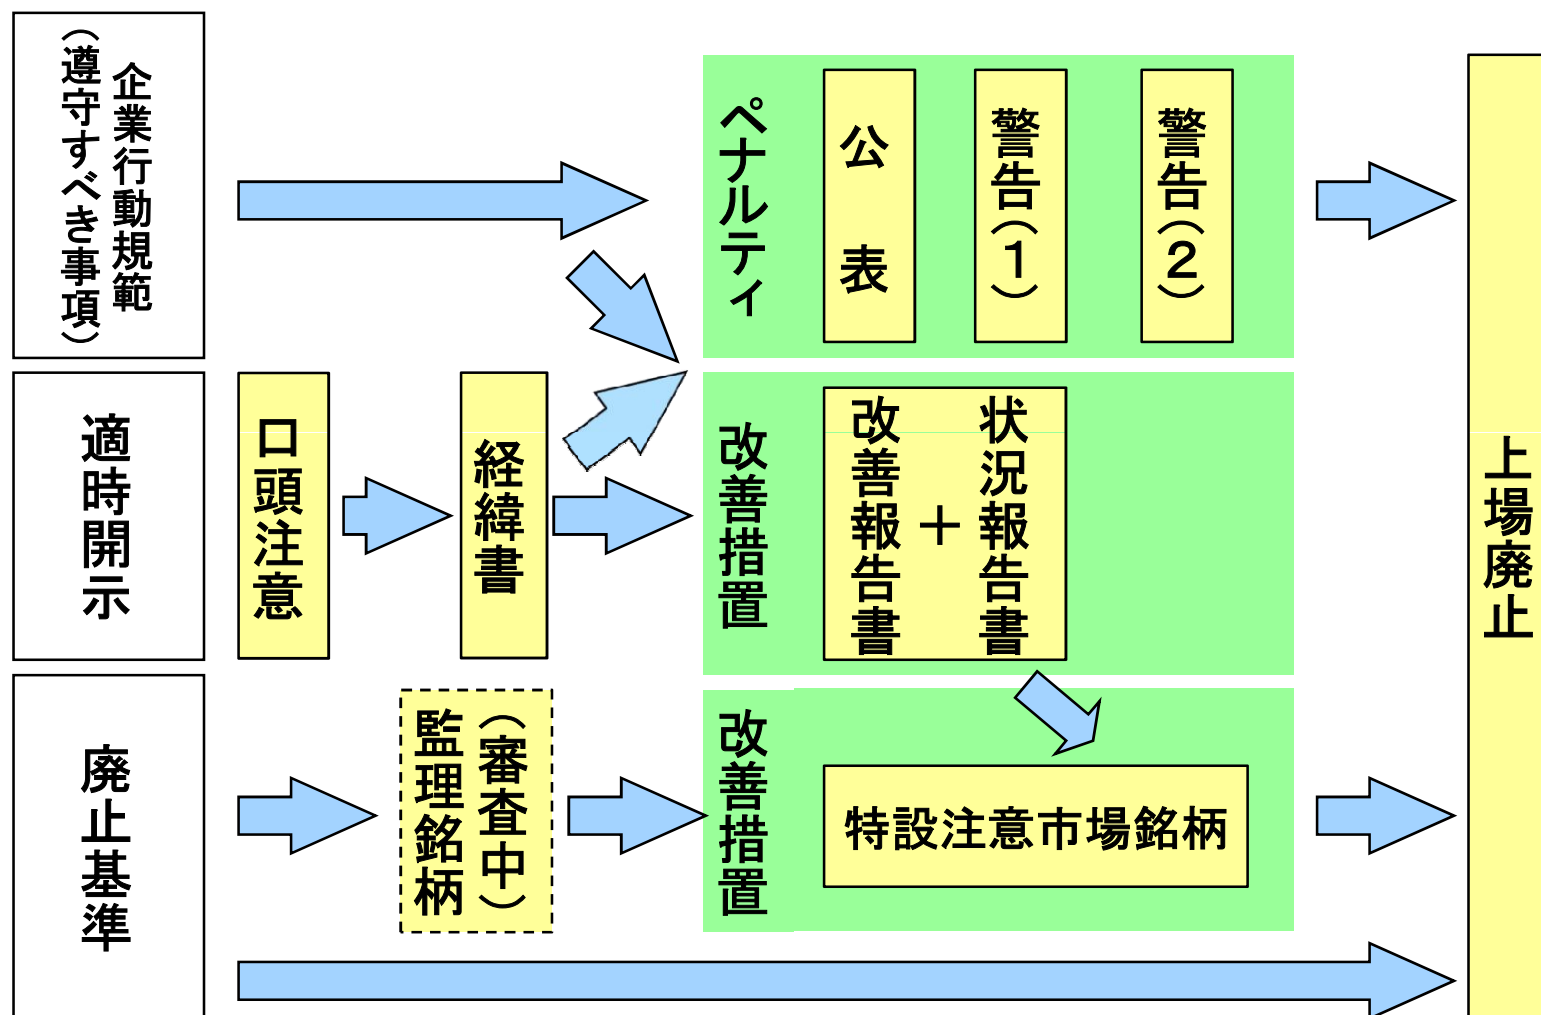 企業行動規範
（遵守すべき事項）
ペナルティ
公表
警告（１）
警告（２）
適時開示
口頭注意
経緯書
改善措置
改善報告書
＋
状況報告書
廃止基準
監理銘柄
（審査中）
改善措置
特設注意市場銘柄
上場廃止